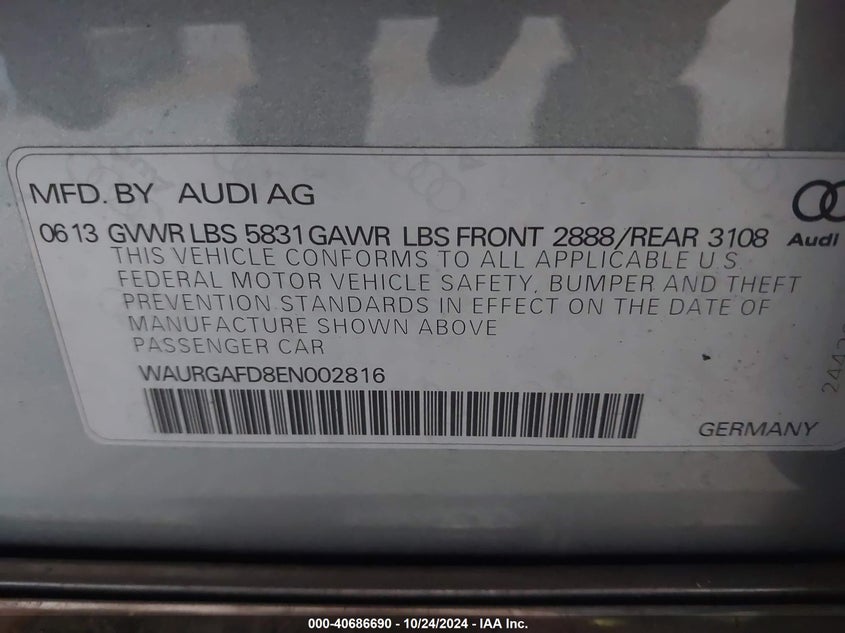 MFD. BY AUDI AG
06 13 GVWR LBS 5831 GAWR LBS FRONT 2888/REAR 3108
Audi
THIS VEHICLE CONFORMS TO ALL APPLICABLE U.S.
FEDERAL MOTOR VEHICLE SAFETY, BUMPER AND THEFT
PREVENTION STANDARDS IN EFFECT ON THE DATE OF
MANUFACTURE SHOWN ABOVE
PASSENGER CAR
WAURGAFD8EN002816
GERMANY
000-40686690 - 10/24/2024 - IAA Inc.